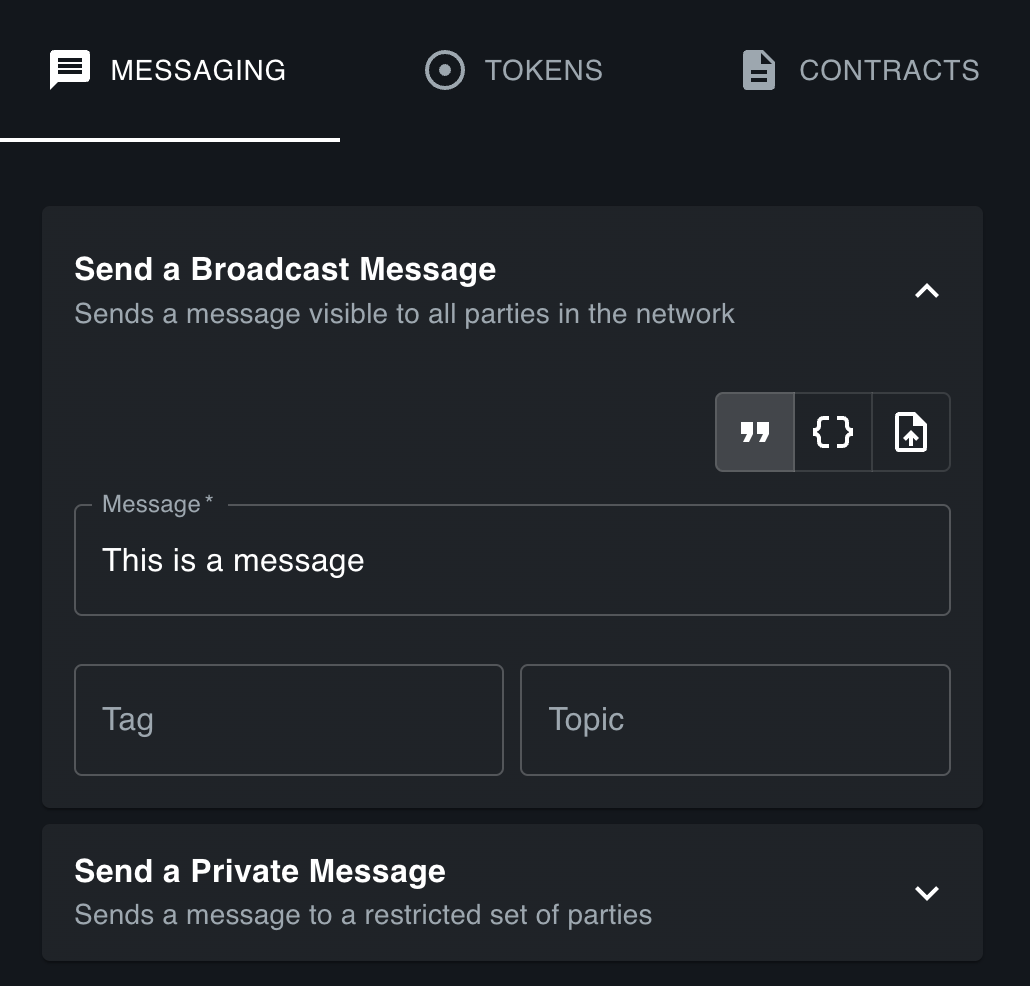 MESSAGING
TOKENS
CONTRACTS
Send a Broadcast Message
Sends a message visible to all parties in the network
Message *
This is a message
Tag
Topic
Send a Private Message
Sends a message to a restricted set of parties